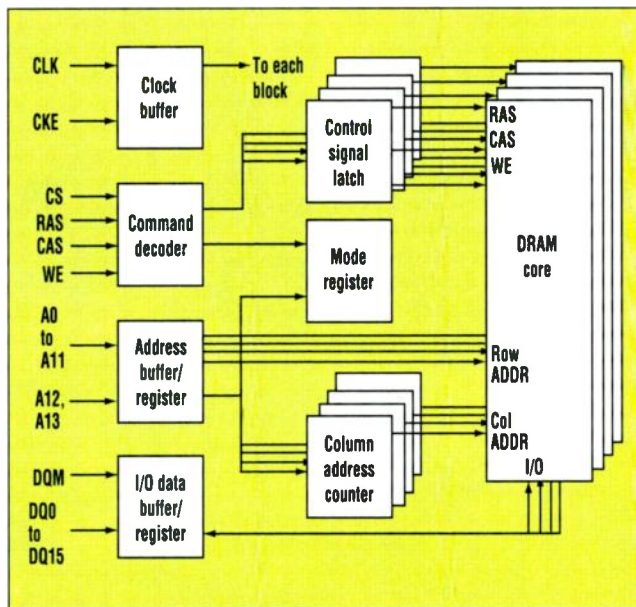 CLK
CKE
Clock
buffer
To each
block
CS
RAS
CAS
WE
Command
decoder
Control
signal
latch
Mode
register
A0
to
A11
A12,
A13
Address
buffer/
register
DQM
DQ0
to
DQ15
I/O data
buffer/
register
Column
address
counter
RAS
CAS
WE
DRAM
core
Row
ADDR
Col
ADDR
I/O